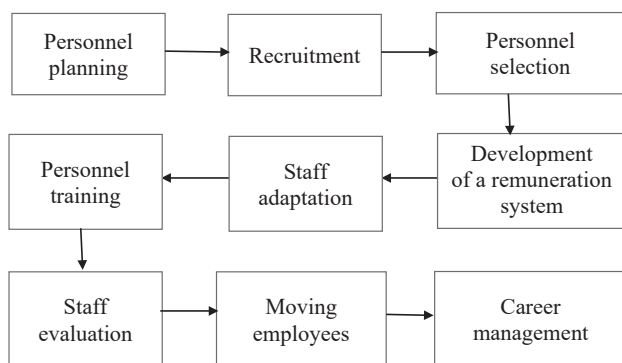 Personnel
planning
Recruitment
Personnel
selection
Personnel
training
Staff
adaptation
Development
of a remuneration
system
Staff
evaluation
Moving
employees
Career
management